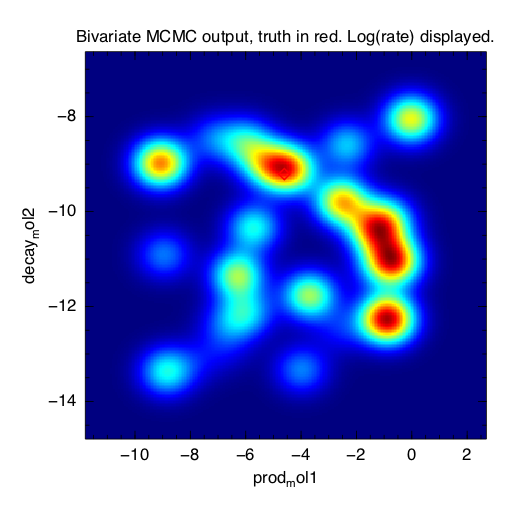 Bivariate MCMC output, truth in red. Log(rate) displayed.
−8
−10
−12
−14
decay_mol2
−10 −8 −6 −4 −2 0 2
prod_mol1